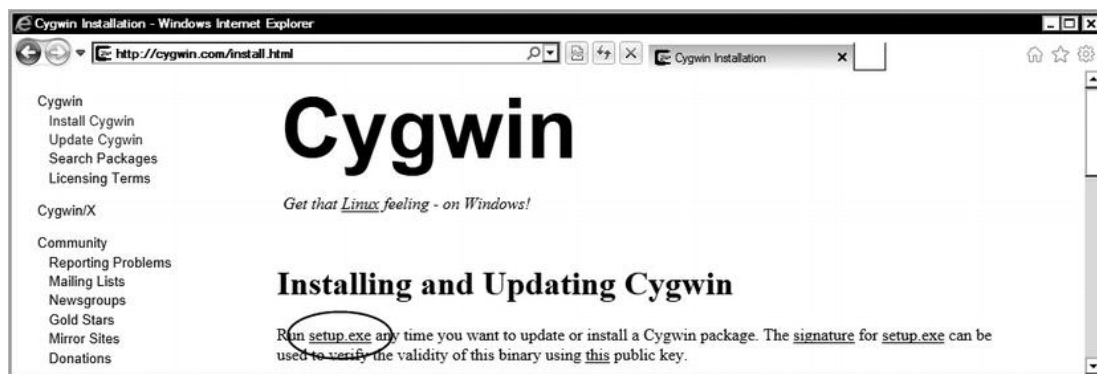 Cygwin Installation - Windows Internet Explorer
http://cygwin.com/install.html
Cygwin Installation
Cygwin
Install Cygwin
Update Cygwin
Search Packages
Licensing Terms
Cygwin/X
Community
Reporting Problems
Mailing Lists
Newsgroups
Gold Stars
Mirror Sites
Donations
Cygwin
Get that Linux feeling - on Windows!
Installing and Updating Cygwin
Run setup.exe any time you want to update or install a Cygwin package. The signature for setup.exe can be
used to verify the validity of this binary using this public key.